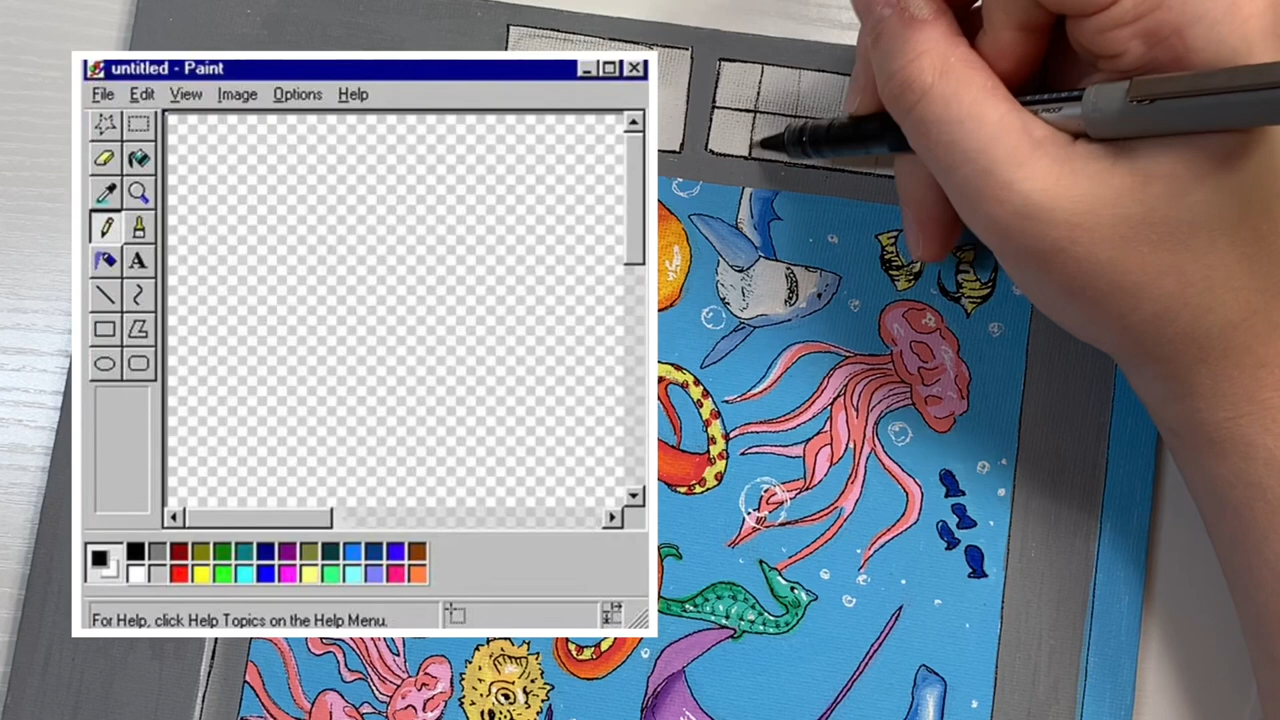 untitled - Paint
File Edit View Image Options Help
A
For Help, click Help Topics on the Help Menu.